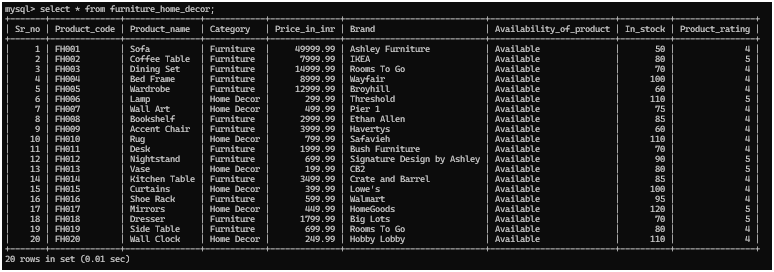 mysql> select * from furniture_home_decor;
| Sr_no | Product_code | Product_name | Category | Price_in_inr | Brand | Availability_of_product | In_stock | Product_rating |
| 1 | FH001 | Sofa | Furniture | 49999.99 | Ashley Furniture | Available | 50 | 4 |
| 2 | FH002 | Coffee Table | Furniture | 7999.99 | IKEA | Available | 80 | 5 |
| 3 | FH003 | Dining Set | Furniture | 14999.99 | Rooms To Go | Available | 70 | 4 |
| 4 | FH004 | Bed Frame | Furniture | 8999.99 | Wayfair | Available | 100 | 4 |
| 5 | FH005 | Wardrobe | Furniture | 12999.99 | Broyhill | Available | 60 | 4 |
| 6 | FH006 | Lamp | Home Decor | 299.99 | Threshold | Available | 110 | 5 |
| 7 | FH007 | Wall Art | Home Decor | 499.99 | Pier 1 | Available | 75 | 4 |
| 8 | FH008 | Bookshelf | Furniture | 2999.99 | Ethan Allen | Available | 85 | 4 |
| 9 | FH009 | Accent Chair | Furniture | 3999.99 | Havertys | Available | 60 | 4 |
| 10 | FH010 | Rug | Home Decor | 799.99 | Safavieh | Available | 110 | 4 |
| 11 | FH011 | Desk | Furniture | 1999.99 | Bush Furniture | Available | 70 | 4 |
| 12 | FH012 | Nightstand | Furniture | 699.99 | Signature Design by Ashley | Available | 90 | 5 |
| 13 | FH013 | Vase | Home Decor | 199.99 | CB2 | Available | 80 | 5 |
| 14 | FH014 | Kitchen Table | Furniture | 3499.99 | Crate and Barrel | Available | 85 | 4 |
| 15 | FH015 | Curtains | Home Decor | 399.99 | Lowe's | Available | 100 | 4 |
| 16 | FH016 | Shoe Rack | Furniture | 599.99 | Walmart | Available | 95 | 4 |
| 17 | FH017 | Mirrors | Home Decor | 449.99 | HomeGoods | Available | 120 | 5 |
| 18 | FH018 | Dresser | Furniture | 1799.99 | Big Lots | Available | 70 | 5 |
| 19 | FH019 | Side Table | Furniture | 699.99 | Rooms To Go | Available | 80 | 4 |
| 20 | FH020 | Wall Clock | Home Decor | 249.99 | Hobby Lobby | Available | 110 | 4 |
20 rows in set (0.01 sec)